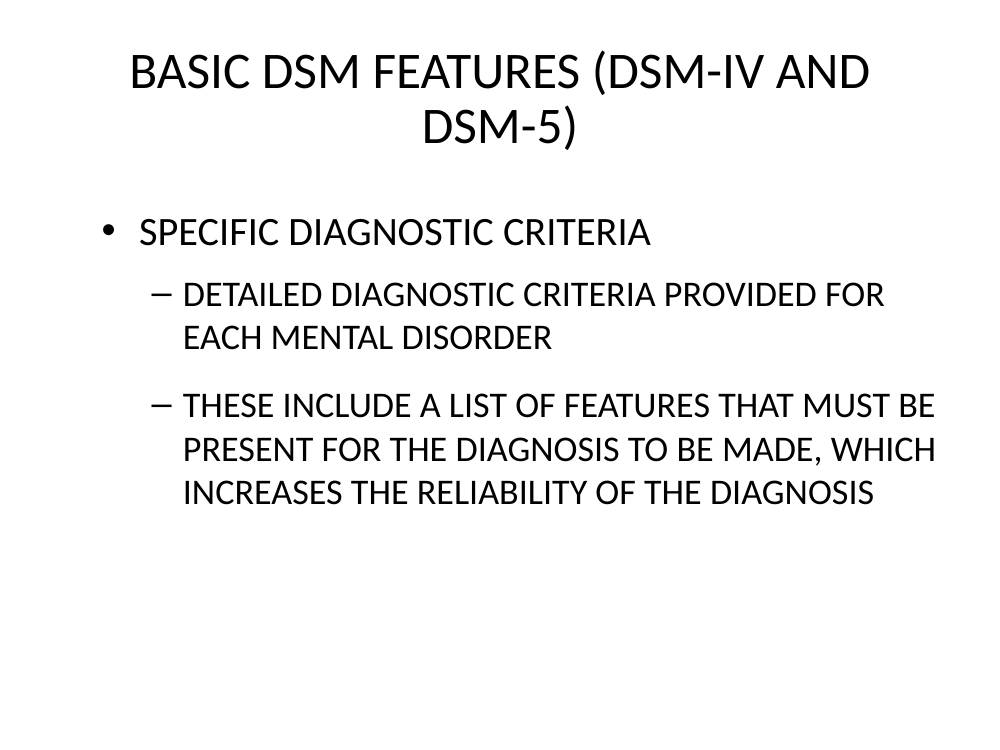 BASIC DSM FEATURES (DSM-IV AND
DSM-5)
• SPECIFIC DIAGNOSTIC CRITERIA
– DETAILED DIAGNOSTIC CRITERIA PROVIDED FOR
EACH MENTAL DISORDER
– THESE INCLUDE A LIST OF FEATURES THAT MUST BE
PRESENT FOR THE DIAGNOSIS TO BE MADE, WHICH
INCREASES THE RELIABILITY OF THE DIAGNOSIS